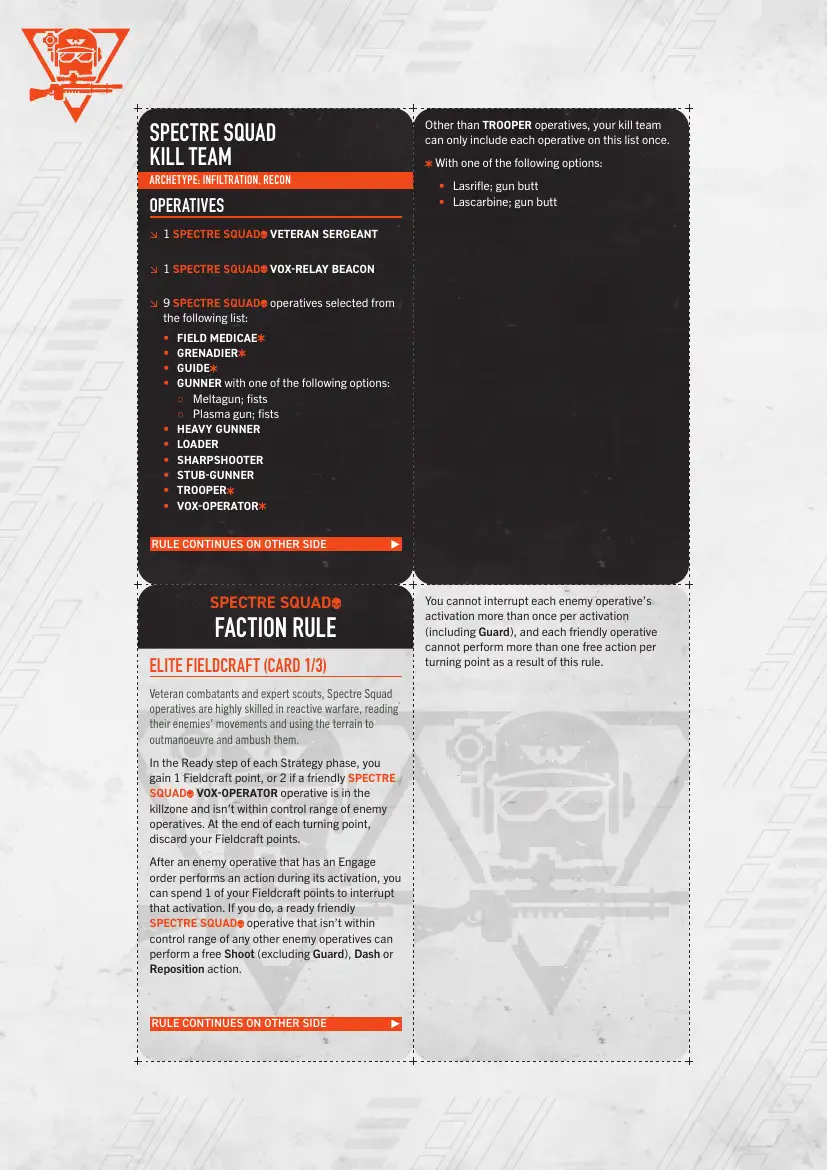 SPECTRE SQUAD
KILL TEAM
ARCHETYPE: INFILTRATION, RECON
OPERATIVES
1 SPECTRE SQUAD VETERAN SERGEANT
1 SPECTRE SQUAD VOX-RELAY BEACON
9 SPECTRE SQUAD operatives selected from
the following list:
• FIELD MEDICAE*
• GRENADIER*
• GUIDE*
• GUNNER with one of the following options:
○ Meltagun; fists
○ Plasma gun; fists
• HEAVY GUNNER
• LOADER
• SHARPSHOOTER
• STUB-GUNNER
• TROOPER*
• VOX-OPERATOR*
RULE CONTINUES ON OTHER SIDE
Other than TROOPER operatives, your kill team
can only include each operative on this list once.
* With one of the following options:
• Lasrifle; gun butt
• Lascarbine; gun butt
SPECTRE SQUAD
FACTION RULE
ELITE FIELDCRAFT (CARD 1/3)
Veteran combatants and expert scouts, Spectre Squad
operatives are highly skilled in reactive warfare, reading
their enemies' movements and using the terrain to
outmanoeuvre and ambush them.
In the Ready step of each Strategy phase, you
gain 1 Fieldcraft point, or 2 if a friendly SPECTRE
SQUAD VOX-OPERATOR operative is in the
killzone and isn't within control range of enemy
operatives. At the end of each turning point,
discard your Fieldcraft points.
After an enemy operative that has an Engage
order performs an action during its activation, you
can spend 1 of your Fieldcraft points to interrupt
that activation. If you do, a ready friendly
SPECTRE SQUAD operative that isn't within
control range of any other enemy operatives can
perform a free Shoot (excluding Guard), Dash or
Reposition action.
RULE CONTINUES ON OTHER SIDE
You cannot interrupt each enemy operative's
activation more than once per activation
(including Guard), and each friendly operative
cannot perform more than one free action per
turning point as a result of this rule.